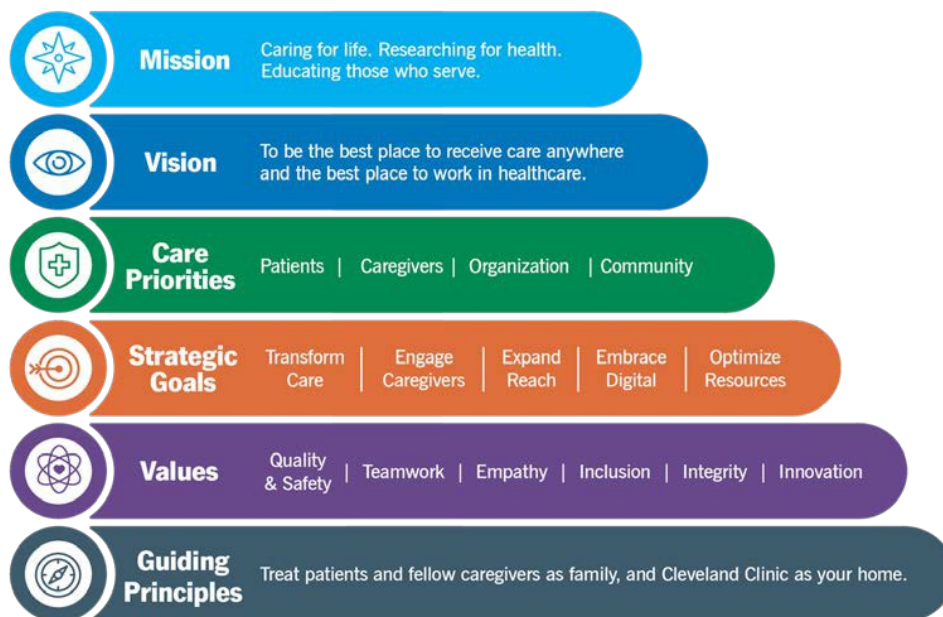 Mission
Caring for life. Researching for health.
Educating those who serve.
Vision
To be the best place to receive care anywhere
and the best place to work in healthcare.
Care
Priorities
Patients | Caregivers | Organization | Community
Strategic
Goals
Transform
Care | Engage
Caregivers | Expand
Reach | Embrace
Digital | Optimize
Resources
Values
Quality
& Safety | Teamwork | Empathy | Inclusion | Integrity | Innovation
Guiding
Principles
Treat patients and fellow caregivers as family, and Cleveland Clinic as your home.